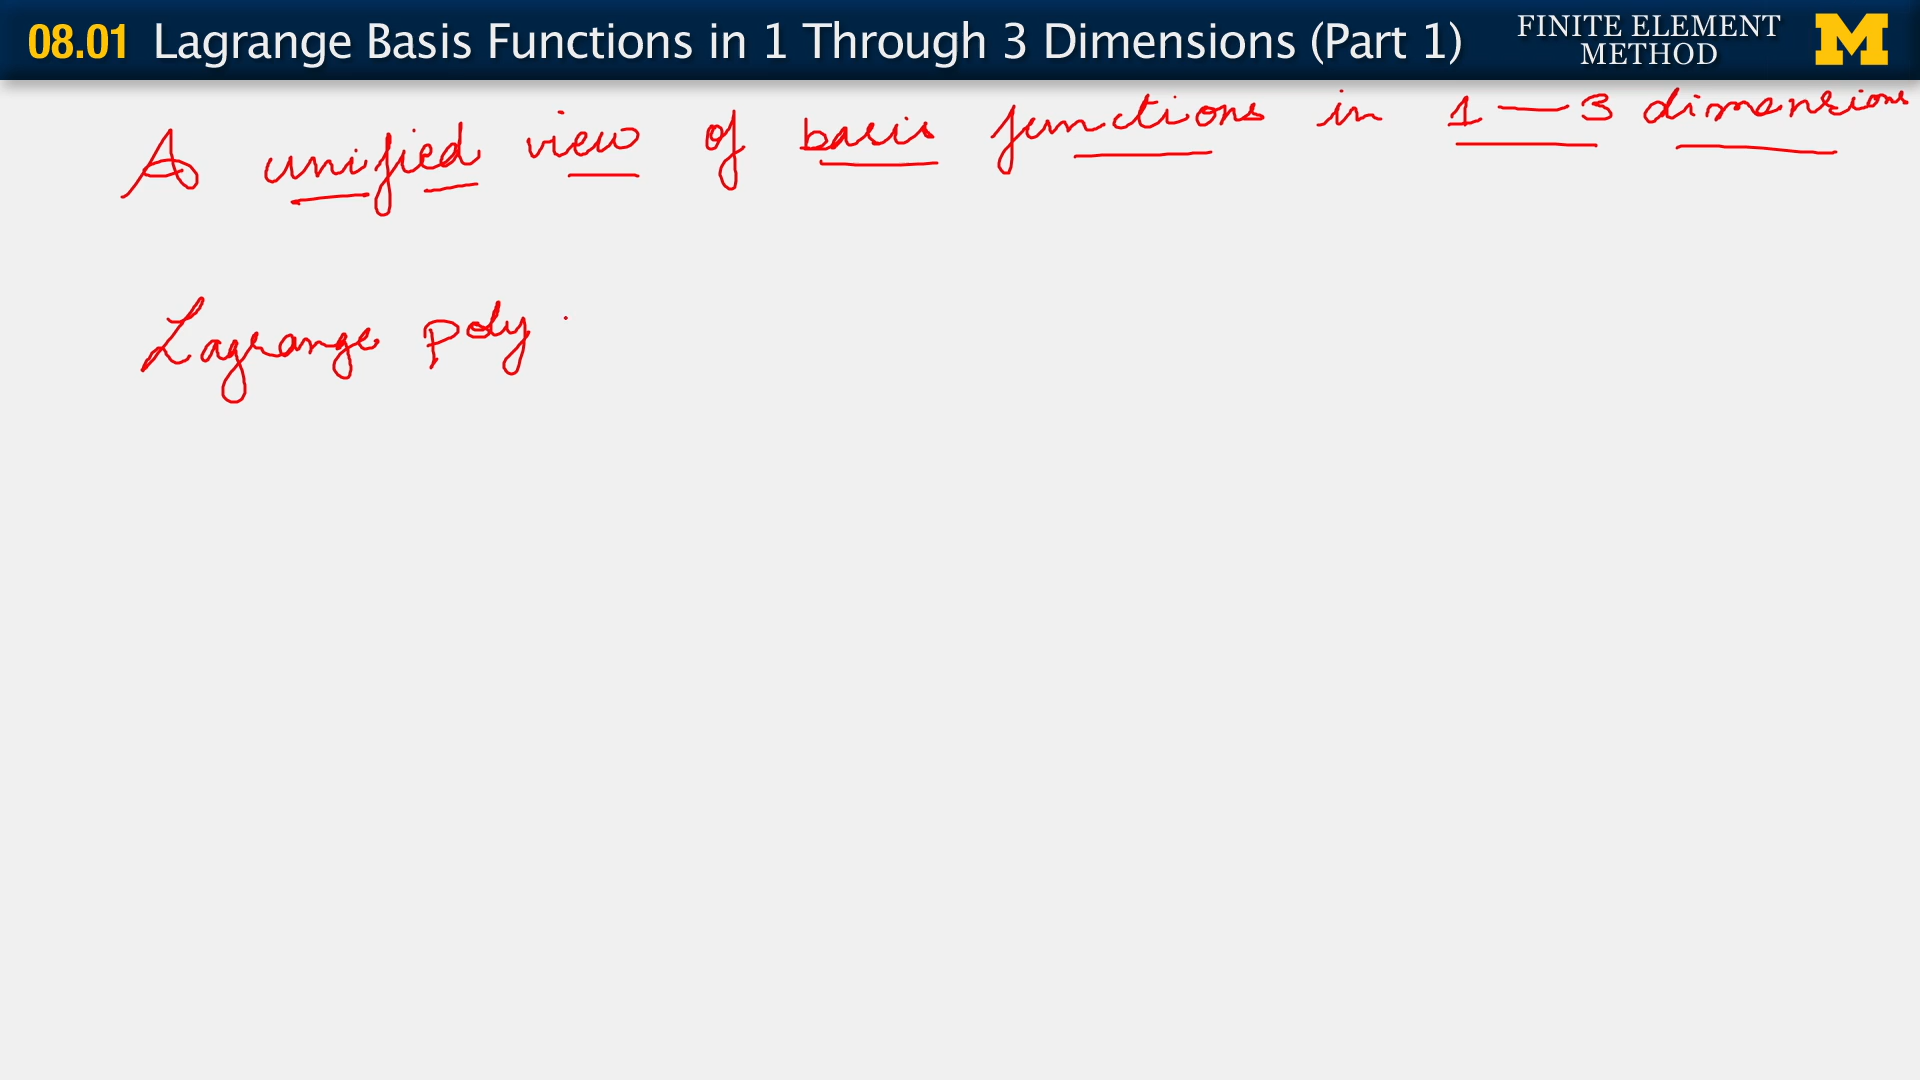 08.01 Lagrange Basis Functions in 1 Through 3 Dimensions (Part 1)
FINITE ELEMENT
METHOD
M
A unified view of basis functions in 1 — 3 dimensions
Lagrange poly